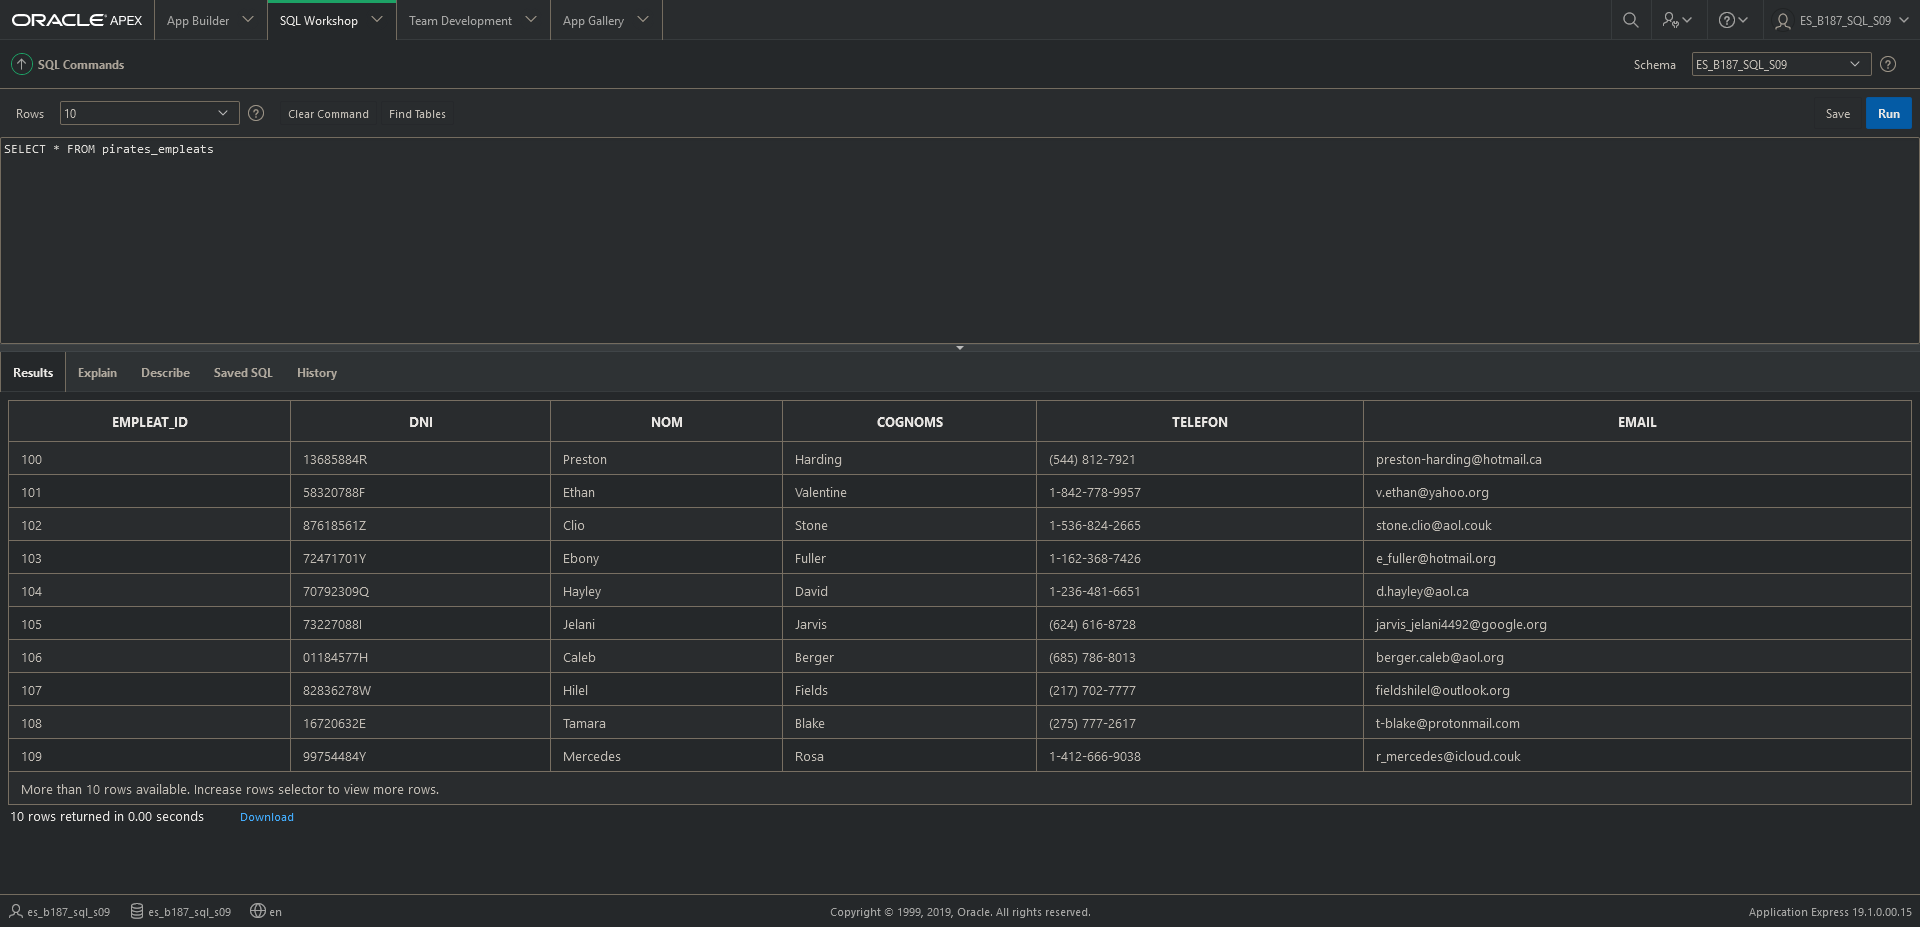 ORACLE APEX App Builder SQL Workshop Team Development App Gallery ES_B187_SQL_S09
SQL Commands Schema ES_B187_SQL_S09
Rows 10 Clear Command Find Tables Save Run
SELECT * FROM pirates_empleats
Results Explain Describe Saved SQL History
EMPLEAT_ID DNI NOM COGNOMS TELEFON EMAIL
100 13685884R Preston Harding (544) 812-7921 preston-harding@hotmail.ca
101 58320788F Ethan Valentine 1-842-778-9957 v.ethan@yahoo.org
102 87618561Z Clio Stone 1-536-824-2665 stone.clio@aol.couk
103 72471701Y Ebony Fuller 1-162-368-7426 e_fuller@hotmail.org
104 70792309Q Hayley David 1-236-481-6651 d.hayley@aol.ca
105 73227088I Jelani Jarvis (624) 616-8728 jarvis_jelani4492@google.org
106 01184577H Caleb Berger (685) 786-8013 berger.caleb@aol.org
107 82836278W Hilel Fields (217) 702-7777 fieldshilel@outlook.org
108 16720632E Tamara Blake (275) 777-2617 t-blake@protonmail.com
109 99754484Y Mercedes Rosa 1-412-666-9038 r_mercedes@icloud.couk
More than 10 rows available. Increase rows selector to view more rows.
10 rows returned in 0.00 seconds Download
es_b187_sql_s09 es_b187_sql_s09 en Copyright © 1999, 2019, Oracle. All rights reserved. Application Express 19.1.0.00.15